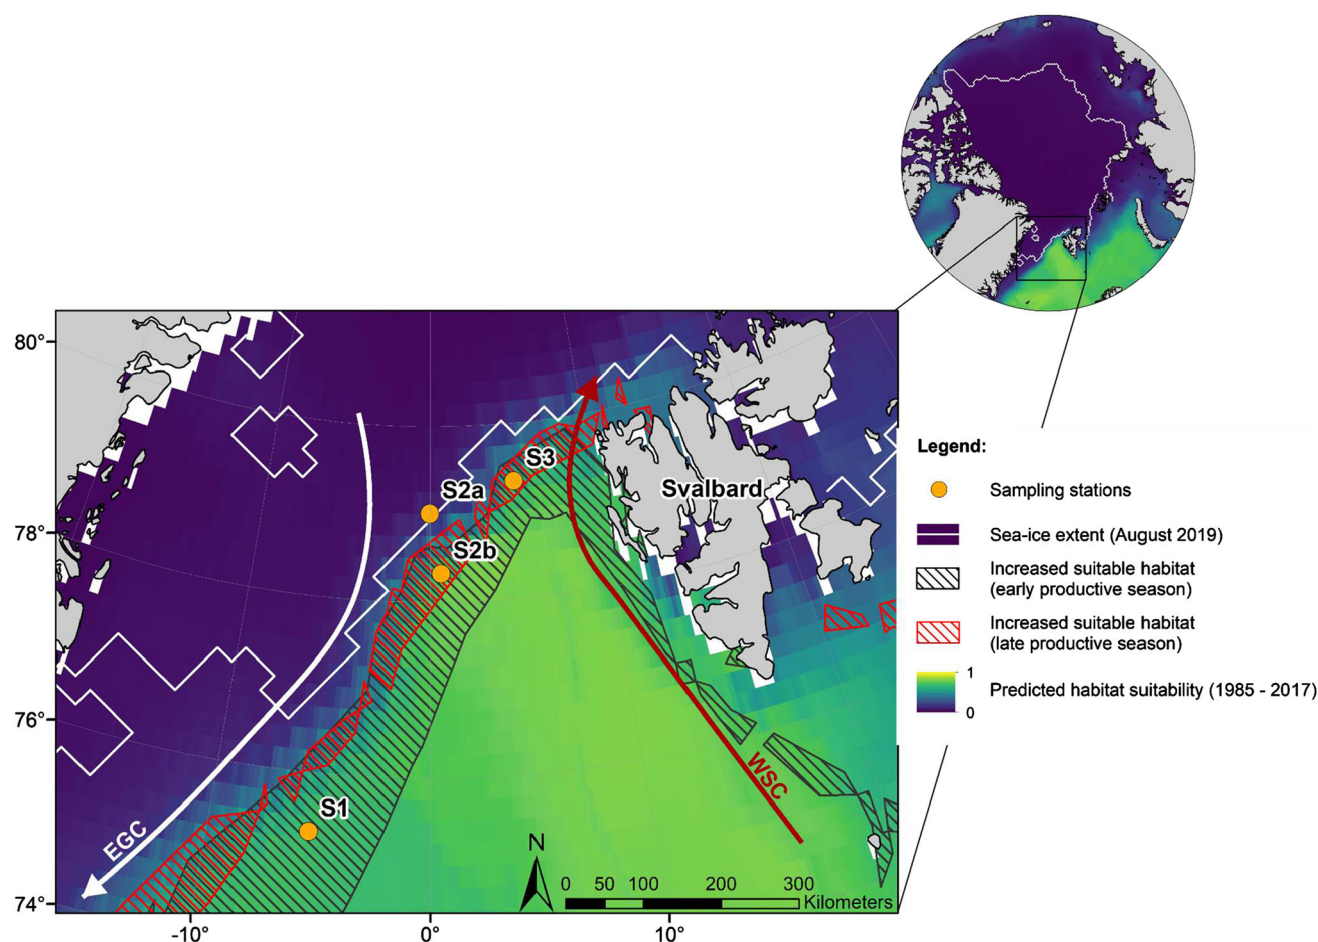 80°
78°
76°
74°
-10°
0°
10°
S3
S2a
S2b
S1
Svalbard
WSC
EGC
N
0 50 100 200 300
Kilometers
Legend:
Sampling stations
Sea-ice extent (August 2019)
Increased suitable habitat
(early productive season)
Increased suitable habitat
(late productive season)
1
0
Predicted habitat suitability (1985 - 2017)